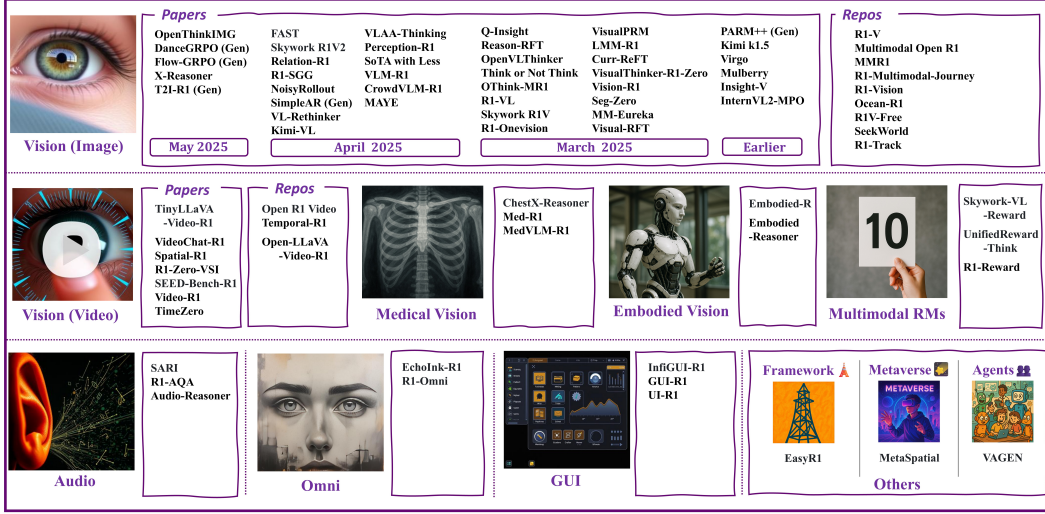 Papers
OpenThinkIMG
DanceGRPO (Gen)
Flow-GRPO (Gen)
X-Reasoner
T2I-R1 (Gen)
May 2025
FAST
Skywork R1V2
Relation-R1
R1-SGG
NoisyRollout
SimpleAR (Gen)
VL-Rethinker
Kimi-VL
VLAA-Thinking
Perception-R1
SoTA with Less
VLM-R1
CrowdVLM-R1
MAYE
April 2025
Q-Insight
Reason-RFT
OpenVLThinker
Think or Not Think
OThink-MR1
R1-VL
Skywork R1V
R1-Onevision
VisualPRM
LMM-R1
Curr-ReFT
VisualThinker-R1-Zero
Vision-R1
Seg-Zero
MM-Eureka
Visual-RFT
March 2025
PARM++ (Gen)
Kimi k1.5
Virgo
Mulberry
Insight-V
InternVL2-MPO
Earlier
Repos
R1-V
Multimodal Open R1
MMR1
R1-Multimodal-Journey
R1-Vision
Ocean-R1
R1V-Free
SeekWorld
R1-Track
Vision (Image)
Papers
TinyLLaVA
-Video-R1
VideoChat-R1
Spatial-R1
R1-Zero-VSI
SEED-Bench-R1
Video-R1
TimeZero
Repos
Open R1 Video
Temporal-R1
Open-LLaVA
-Video-R1
Vision (Video)
ChestX-Reasoner
Med-R1
MedVLM-R1
Medical Vision
Embodied-R
Embodied
-Reasoner
Embodied Vision
10
Skywork-VL
-Reward
UnifiedReward
-Think
R1-Reward
Multimodal RMs
SARI
R1-AQA
Audio-Reasoner
Audio
EchoInk-R1
R1-Omni
Omni
InfiGUI-R1
GUI-R1
UI-R1
GUI
Framework
EasyR1
Metaverse
METAVERSE
MetaSpatial
Agents
VAGEN
Others